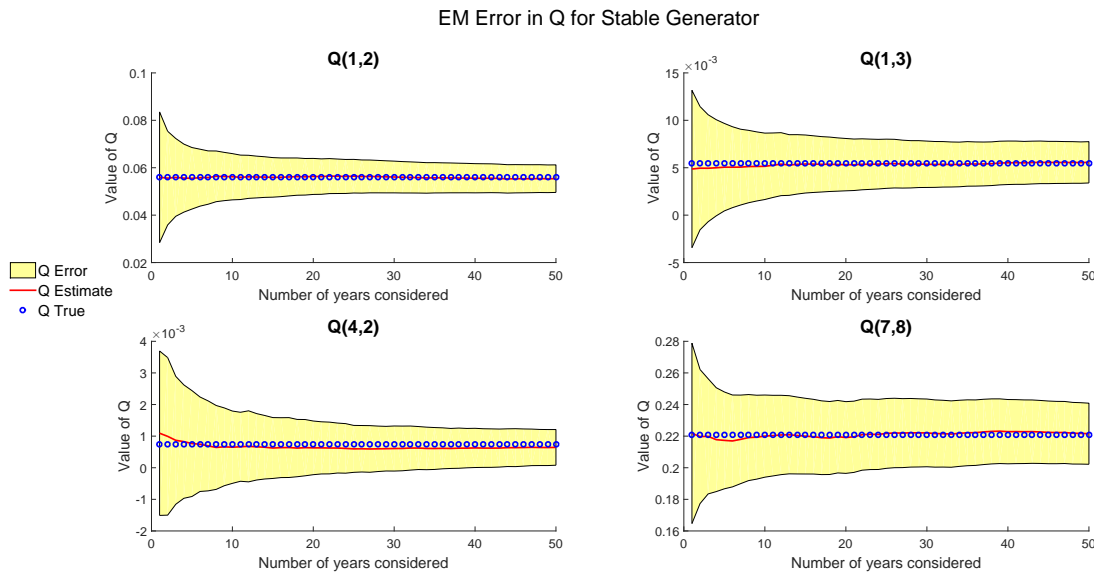 EM Error in Q for Stable Generator
Q(1,2)
0.1
0.08
0.06
0.04
0.02
Value of Q
0 10 20 30 40 50
Number of years considered
Q(1,3)
×10-3
15
10
5
0
-5
Value of Q
0 10 20 30 40 50
Number of years considered
Q Error
Q Estimate
Q True
Q(4,2)
×10-3
4
3
2
1
0
-1
-2
Value of Q
0 10 20 30 40 50
Number of years considered
Q(7,8)
0.28
0.26
0.24
0.22
0.2
0.18
0.16
Value of Q
0 10 20 30 40 50
Number of years considered